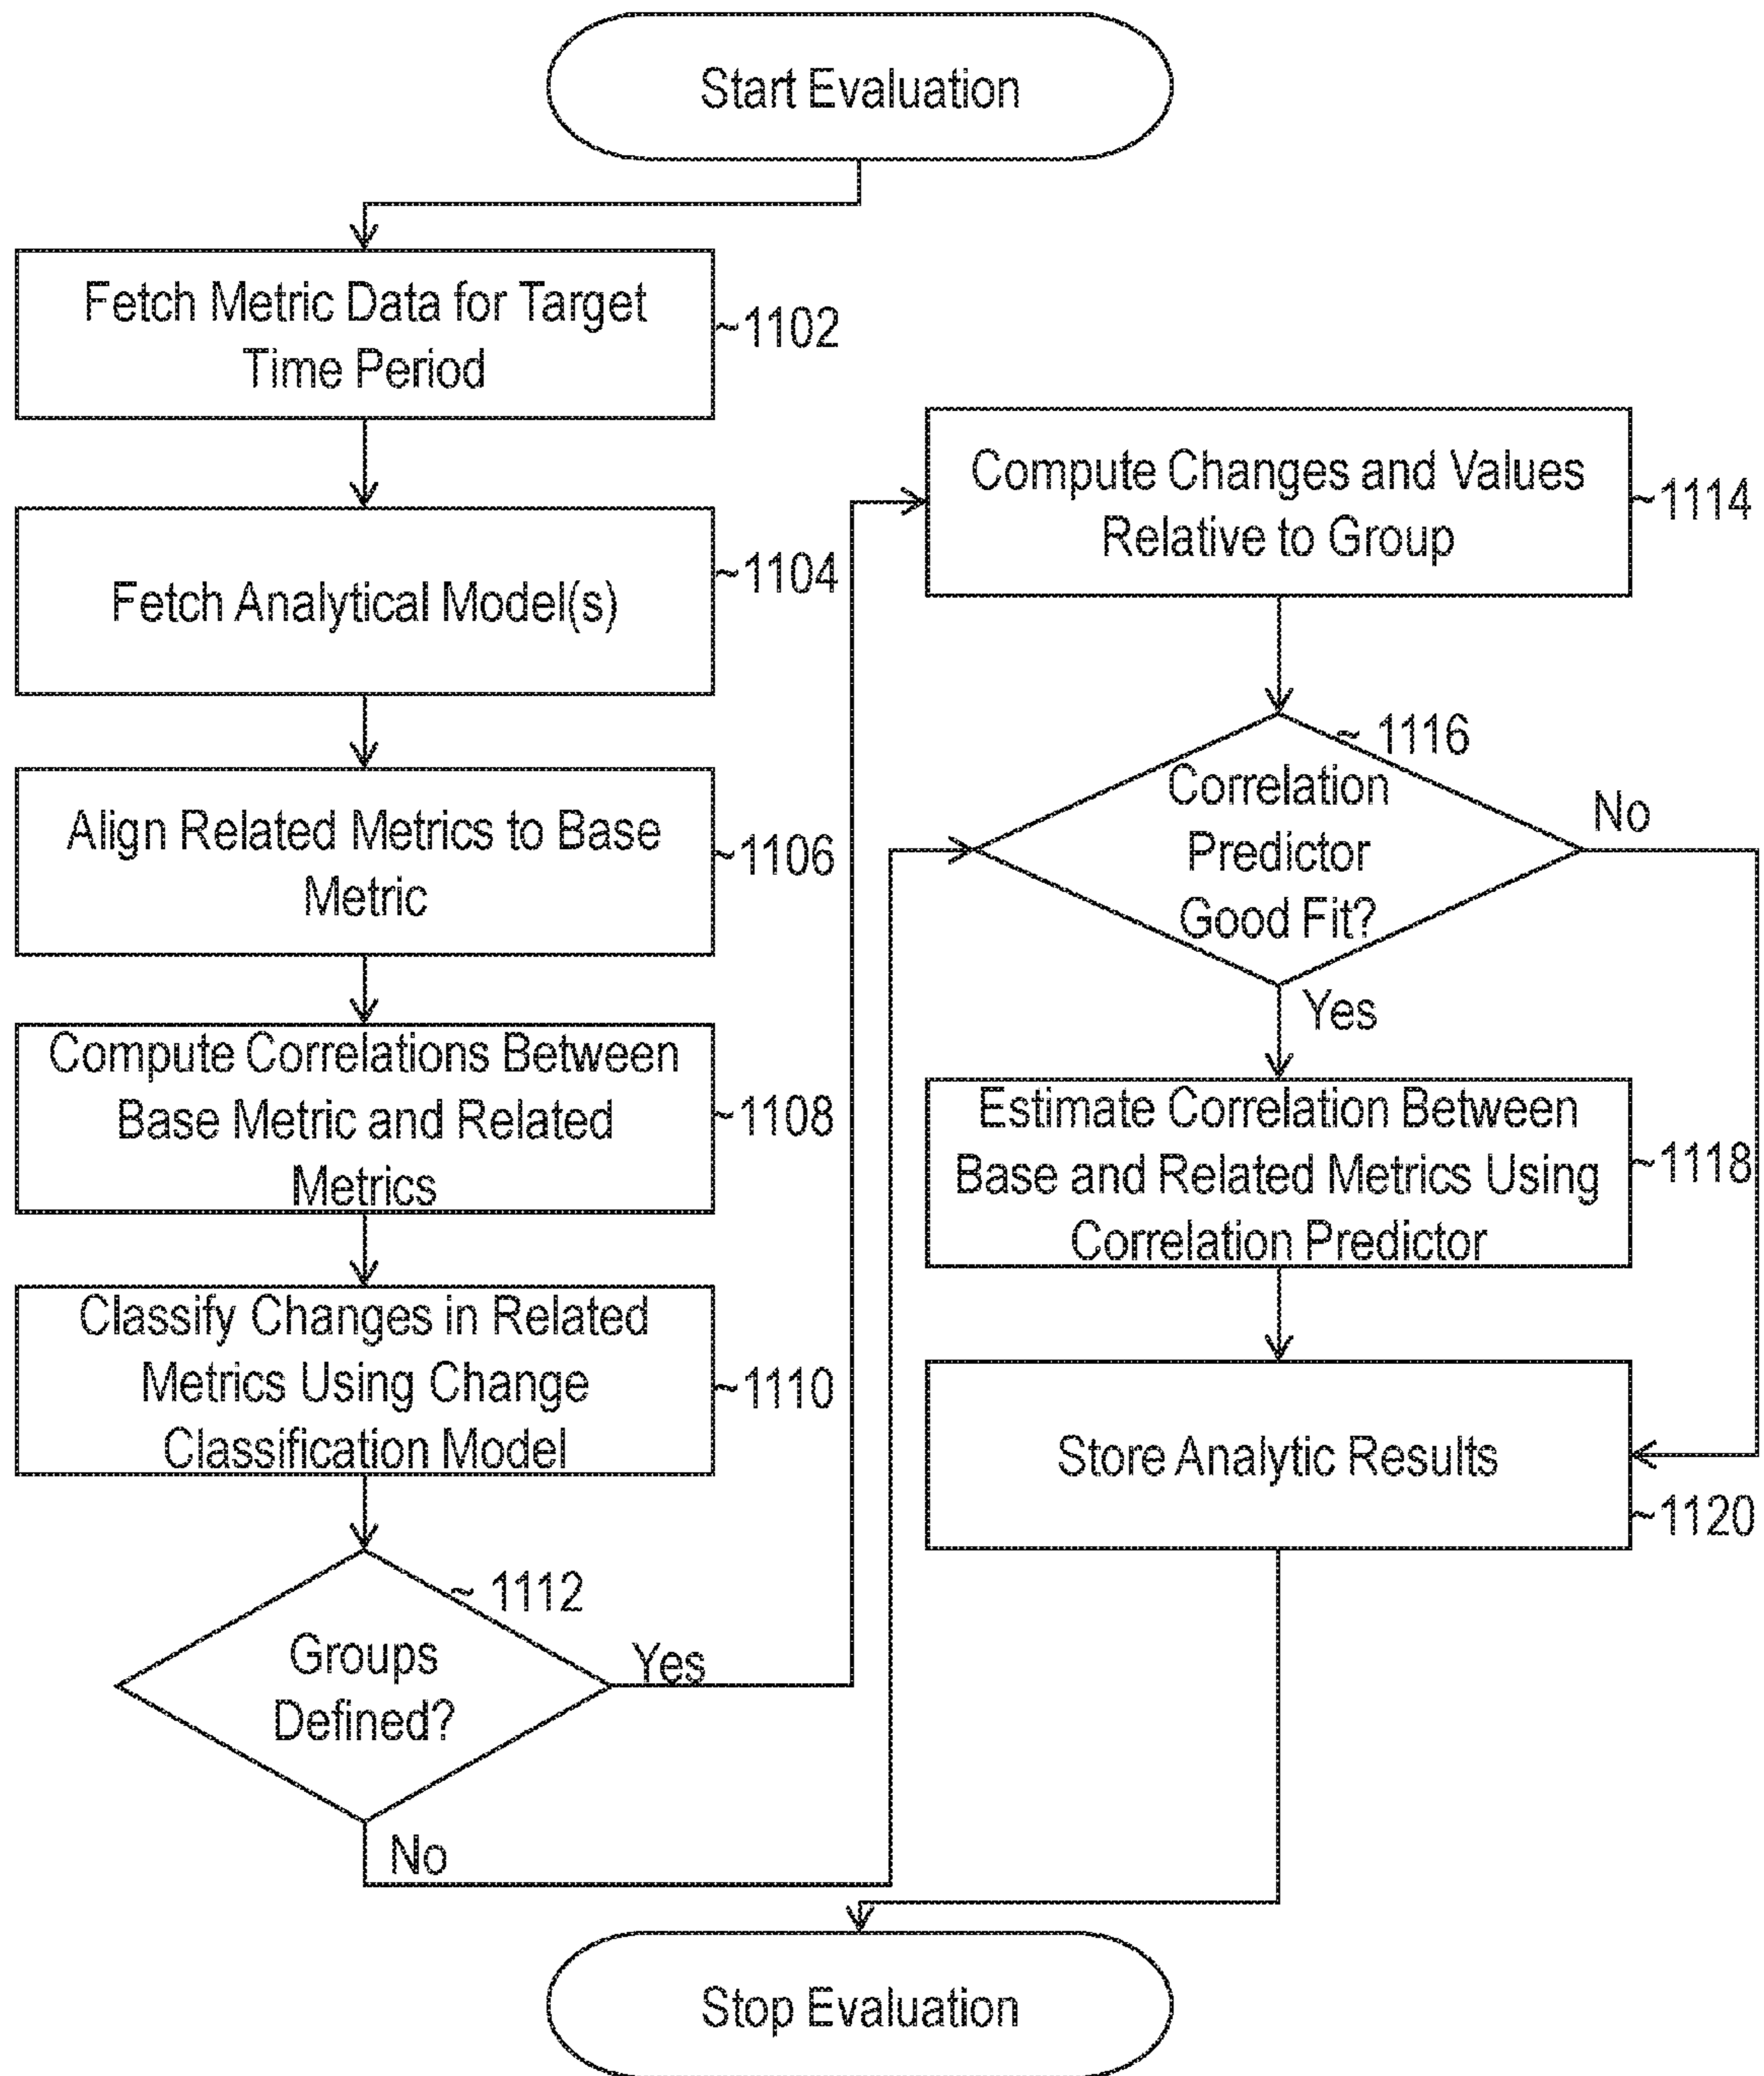 Start Evaluation
Fetch Metric Data for Target
Time Period
~1102
Fetch Analytical Model(s)
~1104
Align Related Metrics to Base
Metric
~1106
Compute Correlations Between
Base Metric and Related
Metrics
~1108
Classify Changes in Related
Metrics Using Change
Classification Model
~1110
~ 1112
Groups
Defined?
Yes
No
Compute Changes and Values
Relative to Group
~1114
~ 1116
Correlation
Predictor
Good Fit?
No
Yes
Estimate Correlation Between
Base and Related Metrics Using
Correlation Predictor
~1118
Store Analytic Results
~1120
Stop Evaluation